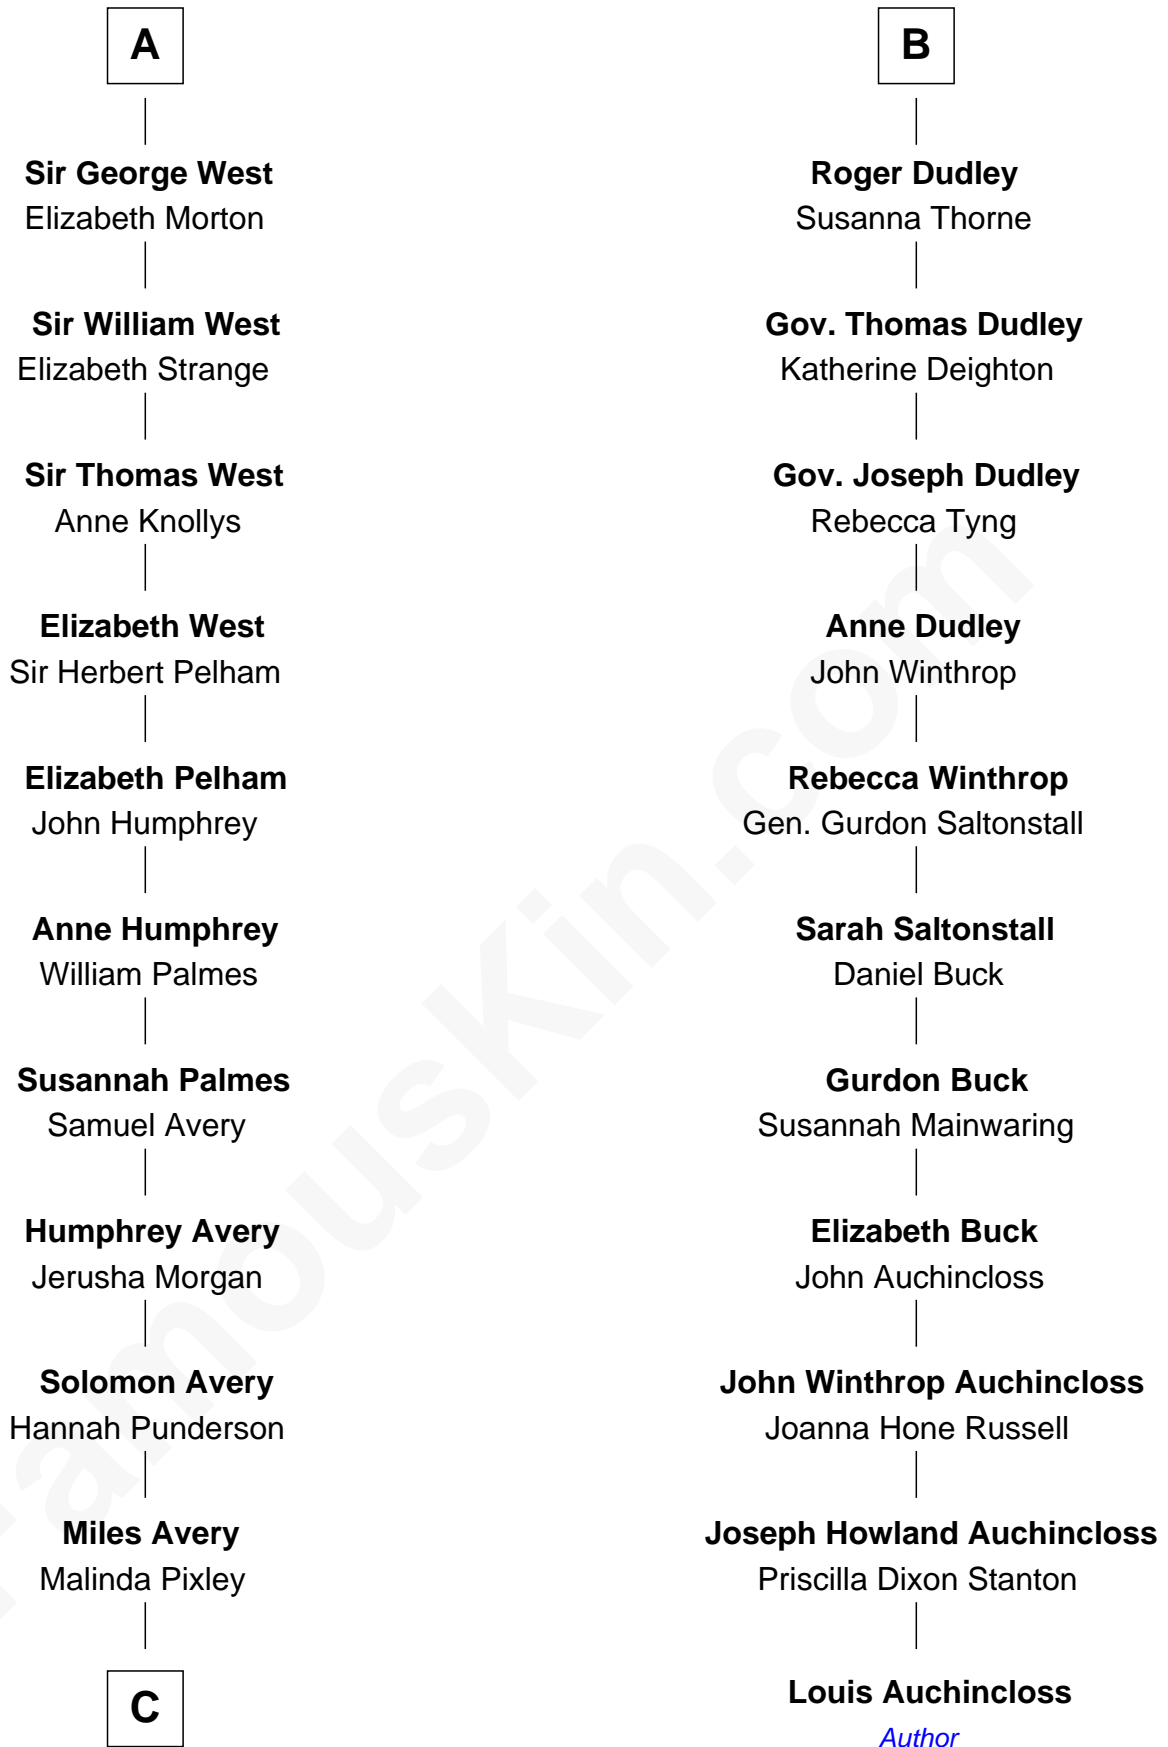 A
Sir George West
Elizabeth Morton
Sir William West
Elizabeth Strange
Sir Thomas West
Anne Knollys
Elizabeth West
Sir Herbert Pelham
Elizabeth Pelham
John Humphrey
Anne Humphrey
William Palmes
Susannah Palmes
Samuel Avery
Humphrey Avery
Jerusha Morgan
Solomon Avery
Hannah Punderson
Miles Avery
Malinda Pixley
C
B
Roger Dudley
Susanna Thorne
Gov. Thomas Dudley
Katherine Deighton
Gov. Joseph Dudley
Rebecca Tyng
Anne Dudley
John Winthrop
Rebecca Winthrop
Gen. Gurdon Saltonstall
Sarah Saltonstall
Daniel Buck
Gurdon Buck
Susannah Mainwaring
Elizabeth Buck
John Auchincloss
John Winthrop Auchincloss
Joanna Hone Russell
Joseph Howland Auchincloss
Priscilla Dixon Stanton
Louis Auchincloss
Author
FamousKin.com